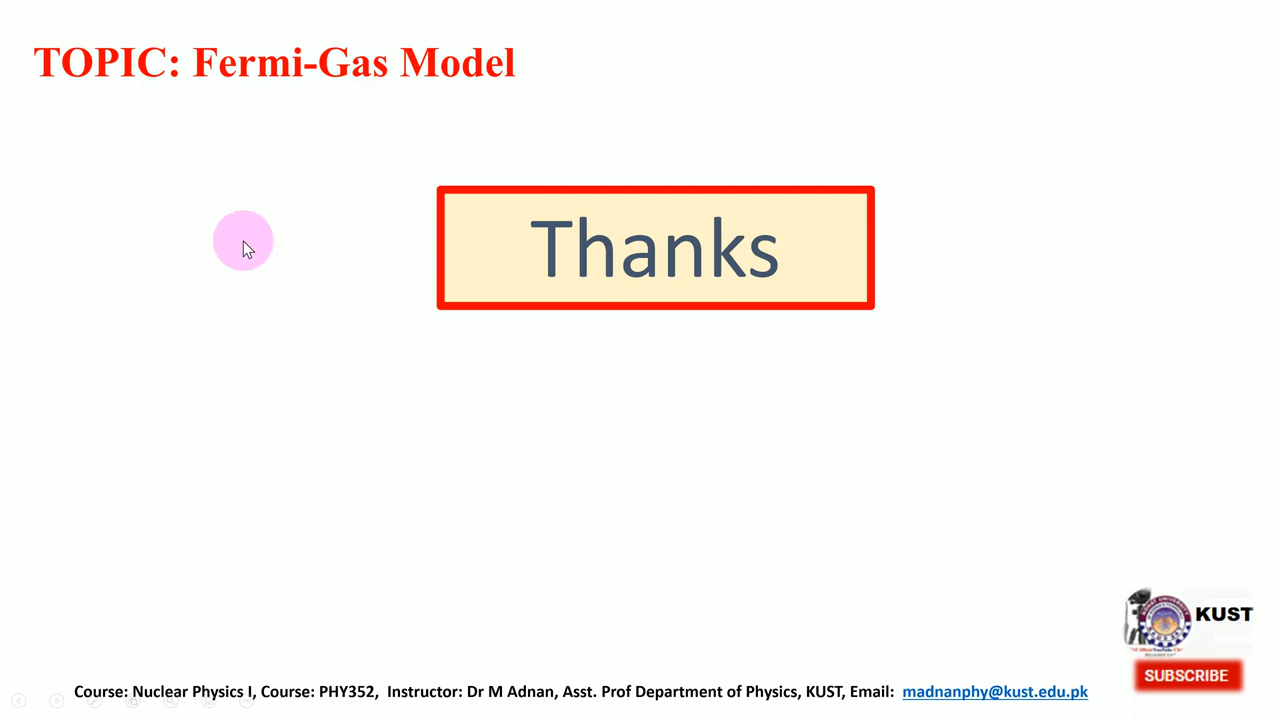 TOPIC: Fermi-Gas Model
Thanks
KUST
SUBSCRIBE
Course: Nuclear Physics I, Course: PHY352, Instructor: Dr M Adnan, Asst. Prof Department of Physics, KUST, Email: madnanphy@kust.edu.pk